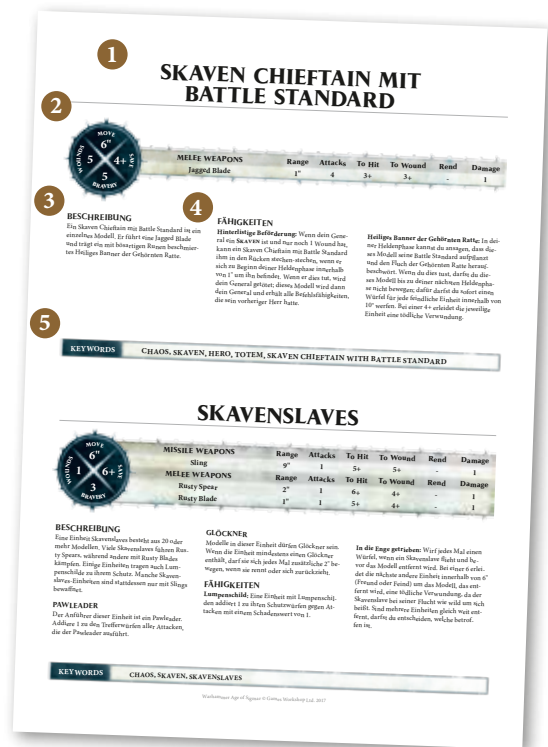 1
SKAVEN CHIEFTAIN MIT
BATTLE STANDARD
2
MOVE
6"
WOUNDS
5
4+
SAVE
5
BRAVERY
MELEE WEAPONS Range Attacks To Hit To Wound Rend Damage
Jagged Blade 1" 4 3+ 3+ - 1
3
BESCHREIBUNG
Ein Skaven Chieftain mit Battle Standard ist ein
einzelnes Modell. Er führt eine Jagged Blade
und trägt ein mit bösartigen Runen beschmier-
tes Heiliges Banner der Gehörnten Ratte.
4
FÄHIGKEITEN
Hinterlistige Beförderung: Wenn dein Gene-
ral ein SKAVEN ist und nur noch 1 Wound hat,
kann ein Skaven Chieftain mit Battle Standard
ihm in den Rücken stechen-stechen, wenn er
sich zu Beginn deiner Heldenphase innerhalb
von 1" um ihn befindet. Wenn er dies tut, wird
dein General getötet; dieses Modell wird dann
dein General und erhält alle Befehlsfähigkeiten,
die sein vorheriger Herr hatte.
Heiliges Banner der Gehörnten Ratte: In dei-
ner Heldenphase kannst du ansagen, dass die-
ses Modell seine Battle Standard aufpflanzt
und den Fluch der Gehörnten Ratte herauf-
beschwört. Wenn du dies tust, darfst du die-
ses Modell bis zu deiner nächsten Heldenpha-
se nicht bewegen; dafür darfst du sofort einen
Würfel für jede feindliche Einheit innerhalb von
10" werfen. Bei einer 4+ erleidet die jeweilige
Einheit eine tödliche Verwundung.
5
KEYWORDS CHAOS, SKAVEN, HERO, TOTEM, SKAVEN CHIEFTAIN WITH BATTLE STANDARD
SKAVENSLAVES
MOVE
6"
WOUNDS
1
6+
SAVE
3
BRAVERY
MISSILE WEAPONS Range Attacks To Hit To Wound Rend Damage
Sling 9" 1 5+ 5+ - 1
MELEE WEAPONS Range Attacks To Hit To Wound Rend Damage
Rusty Spear 2" 1 6+ 4+ - 1
Rusty Blade 1" 1 5+ 4+ - 1
BESCHREIBUNG
Eine Einheit Skavenslaves besteht aus 20 oder
mehr Modellen. Viele Skavenslaves führen Rus-
ty Spears, während andere mit Rusty Blades
kämpfen. Einige Einheiten tragen auch Lum-
penschilde zu ihrem Schutz. Manche Skaven-
slaves-Einheiten sind stattdessen nur mit Slings
bewaffnet.
PAWLEADER
Der Anführer dieser Einheit ist ein Pawleader.
Addiere 1 zu den Trefferwürfen aller Attacken,
die der Pawleader ausführt.
GLÖCKNER
Modelle in dieser Einheit dürfen Glöckner sein.
Wenn die Einheit mindestens einen Glöckner
enthält, darf sie sich jedes Mal zusätzliche 2" be-
wegen, wenn sie rennt oder sich zurückzieht.
FÄHIGKEITEN
Lumpenschild: Eine Einheit mit Lumpenschil-
den addiert 1 zu ihren Schutzwürfen gegen At-
tacken mit einem Schadenswert von 1.
In die Enge getrieben: Wirf jedes Mal einen
Würfel, wenn ein Skavenslave flieht und be-
vor das Modell entfernt wird. Bei einer 6 erlei-
det die nächste andere Einheit innerhalb von 6"
(Freund oder Feind) um das Modell, das ent-
fernt wird, eine tödliche Verwundung, da der
Skavenslave bei seiner Flucht wie wild um sich
beißt. Sind mehrere Einheiten gleich weit ent-
fernt, darfst du entscheiden, welche betrof-
fen ist.
KEYWORDS CHAOS, SKAVEN, SKAVENSLAVES
Warhammer Age of Sigmar © Games Workshop Ltd. 2017